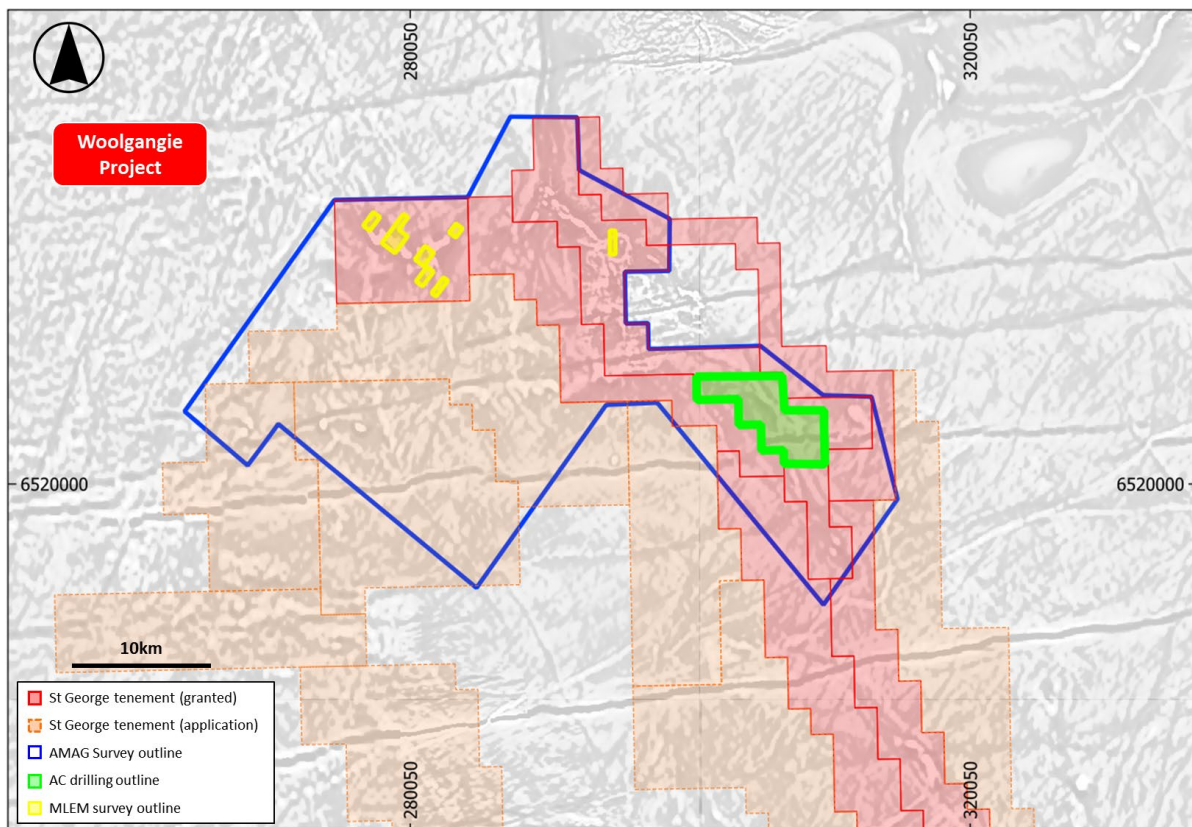 280050
320050
Woolgangie
Project
6520000
6520000
10km
St George tenement (granted)
St George tenement (application)
AMAG Survey outline
AC drilling outline
MLEM survey outline
280050
320050